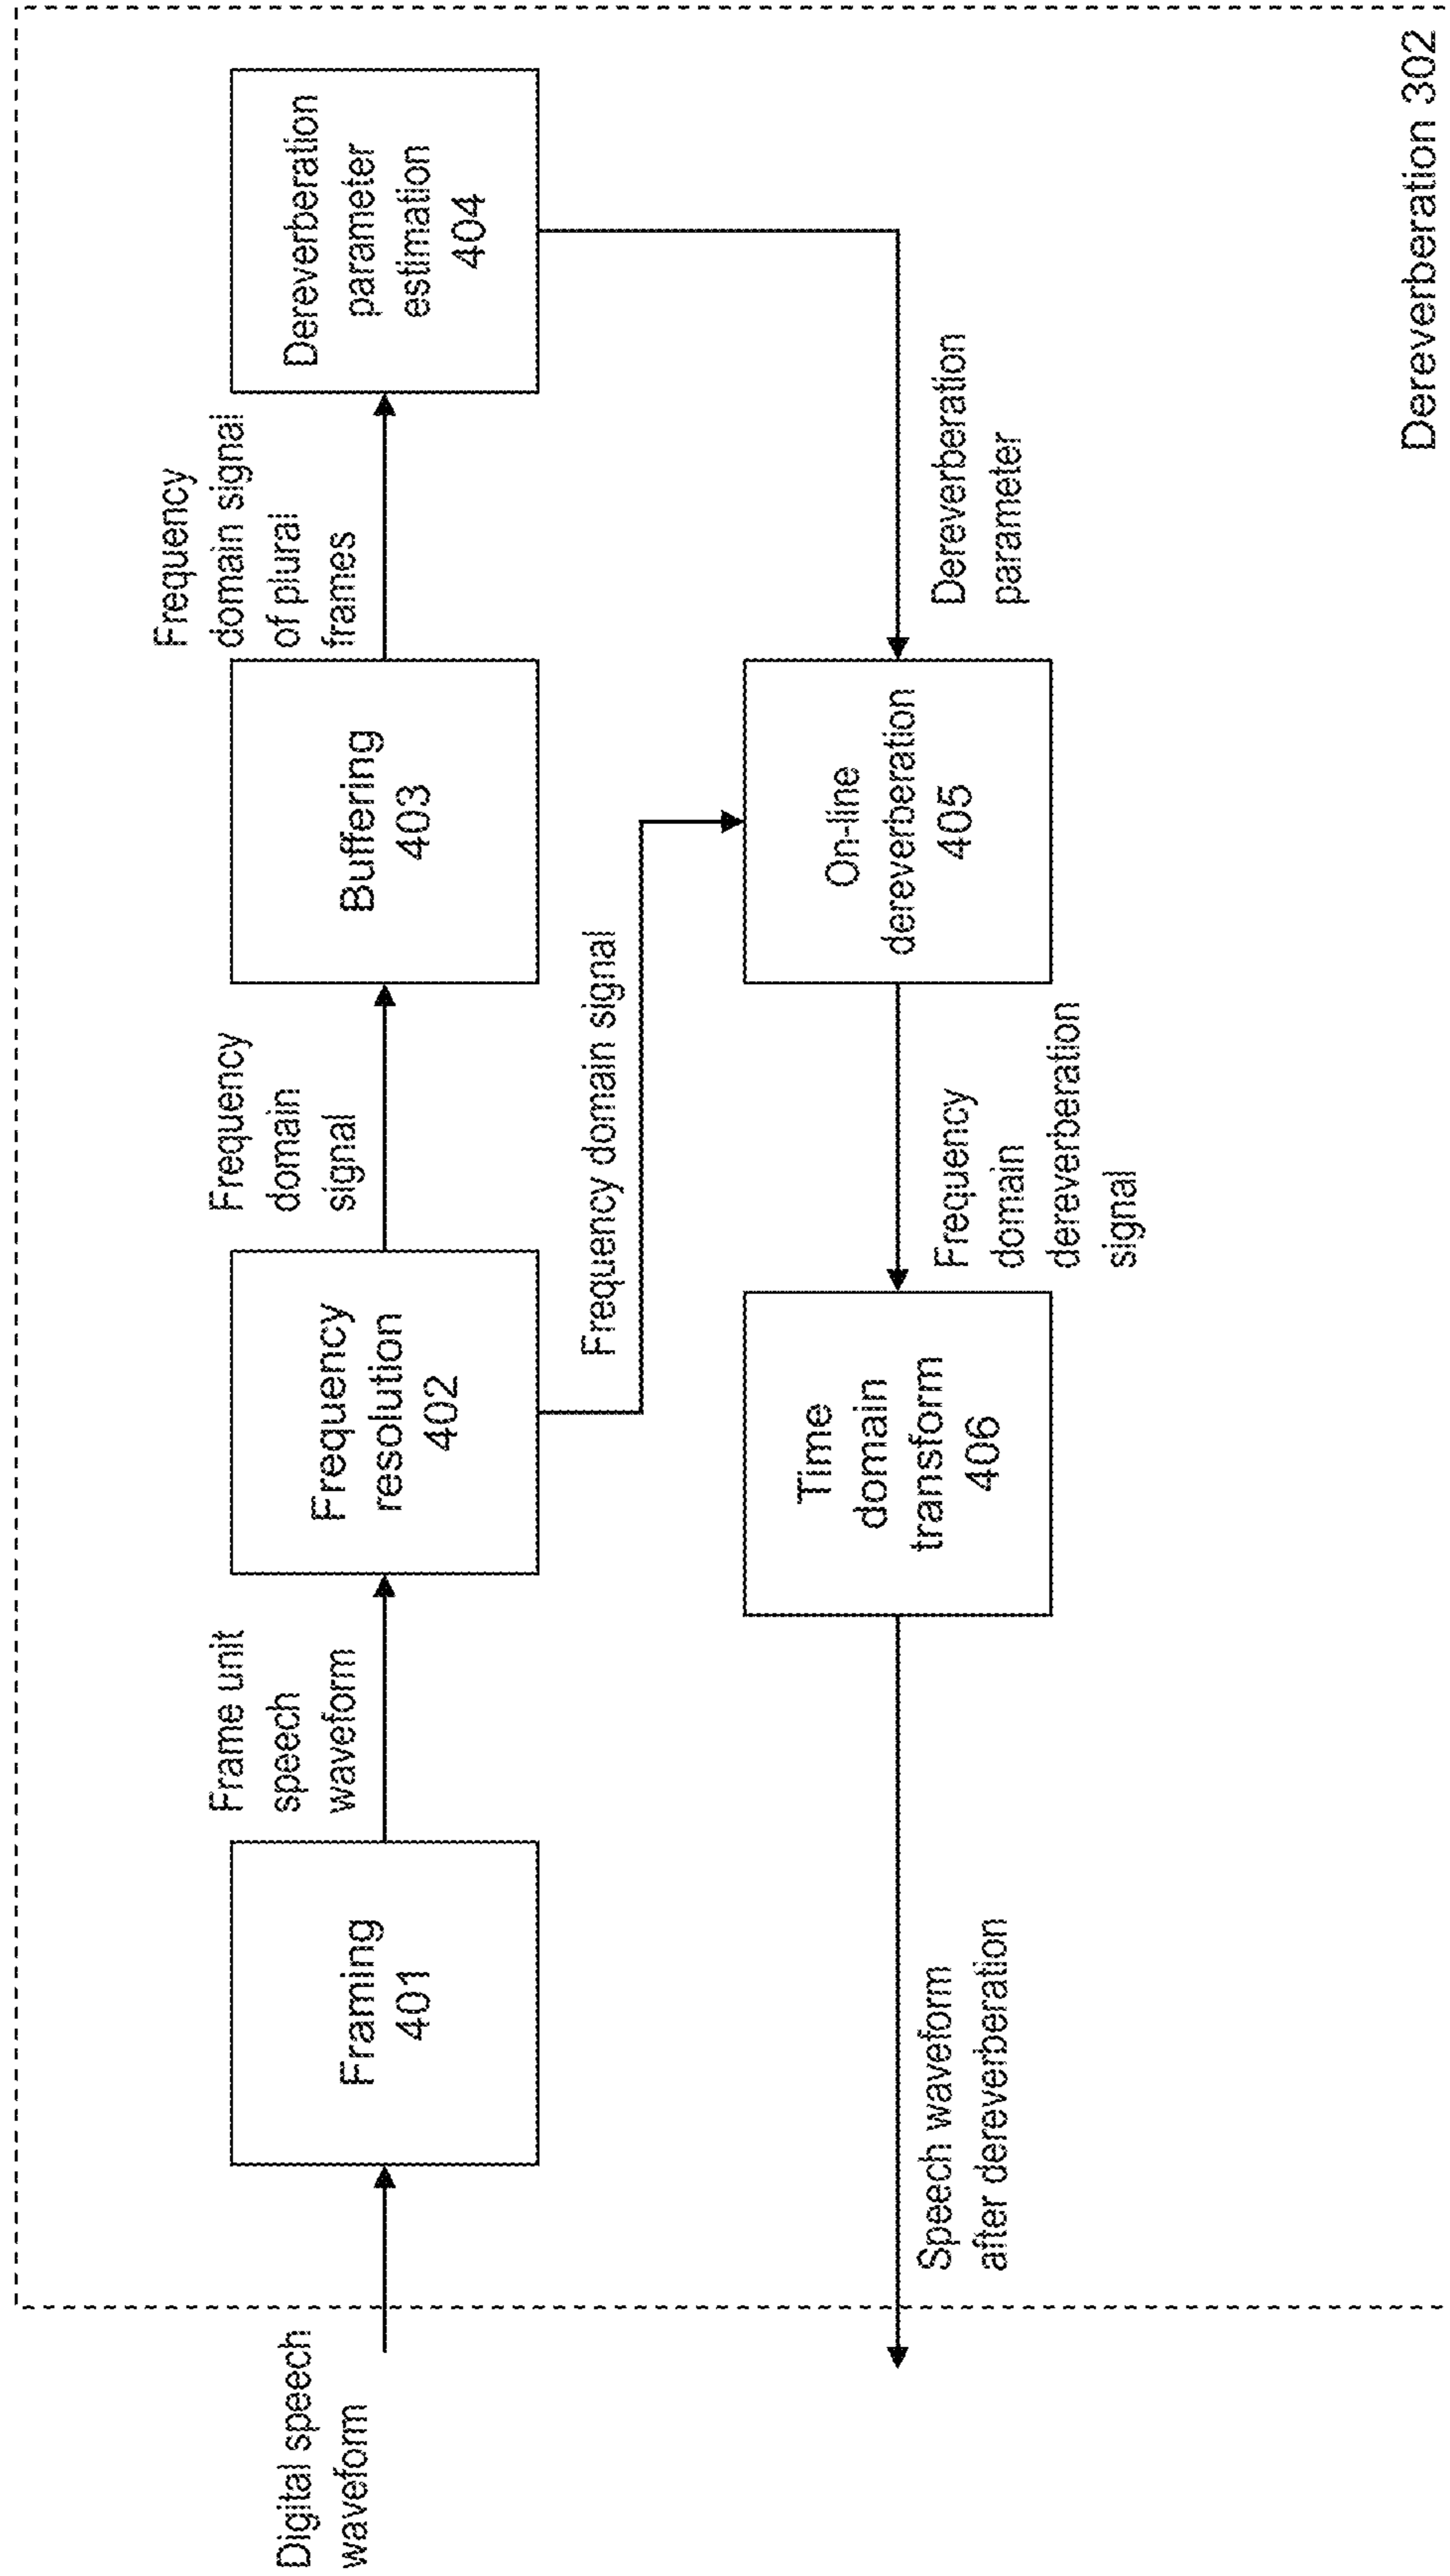 Digital speech
waveform
Framing
401
Frame unit
speech
waveform
Frequency
resolution
402
Frequency
domain
signal
Buffering
403
Frequency
domain signal
of plural
frames
Dereverberation
parameter
estimation
404
Frequency domain signal
Dereverberation
parameter
On-line
dereverberation
405
Frequency
domain
dereverberation
signal
Time
domain
transform
406
Speech waveform
after dereverberation
Dereverberation 302